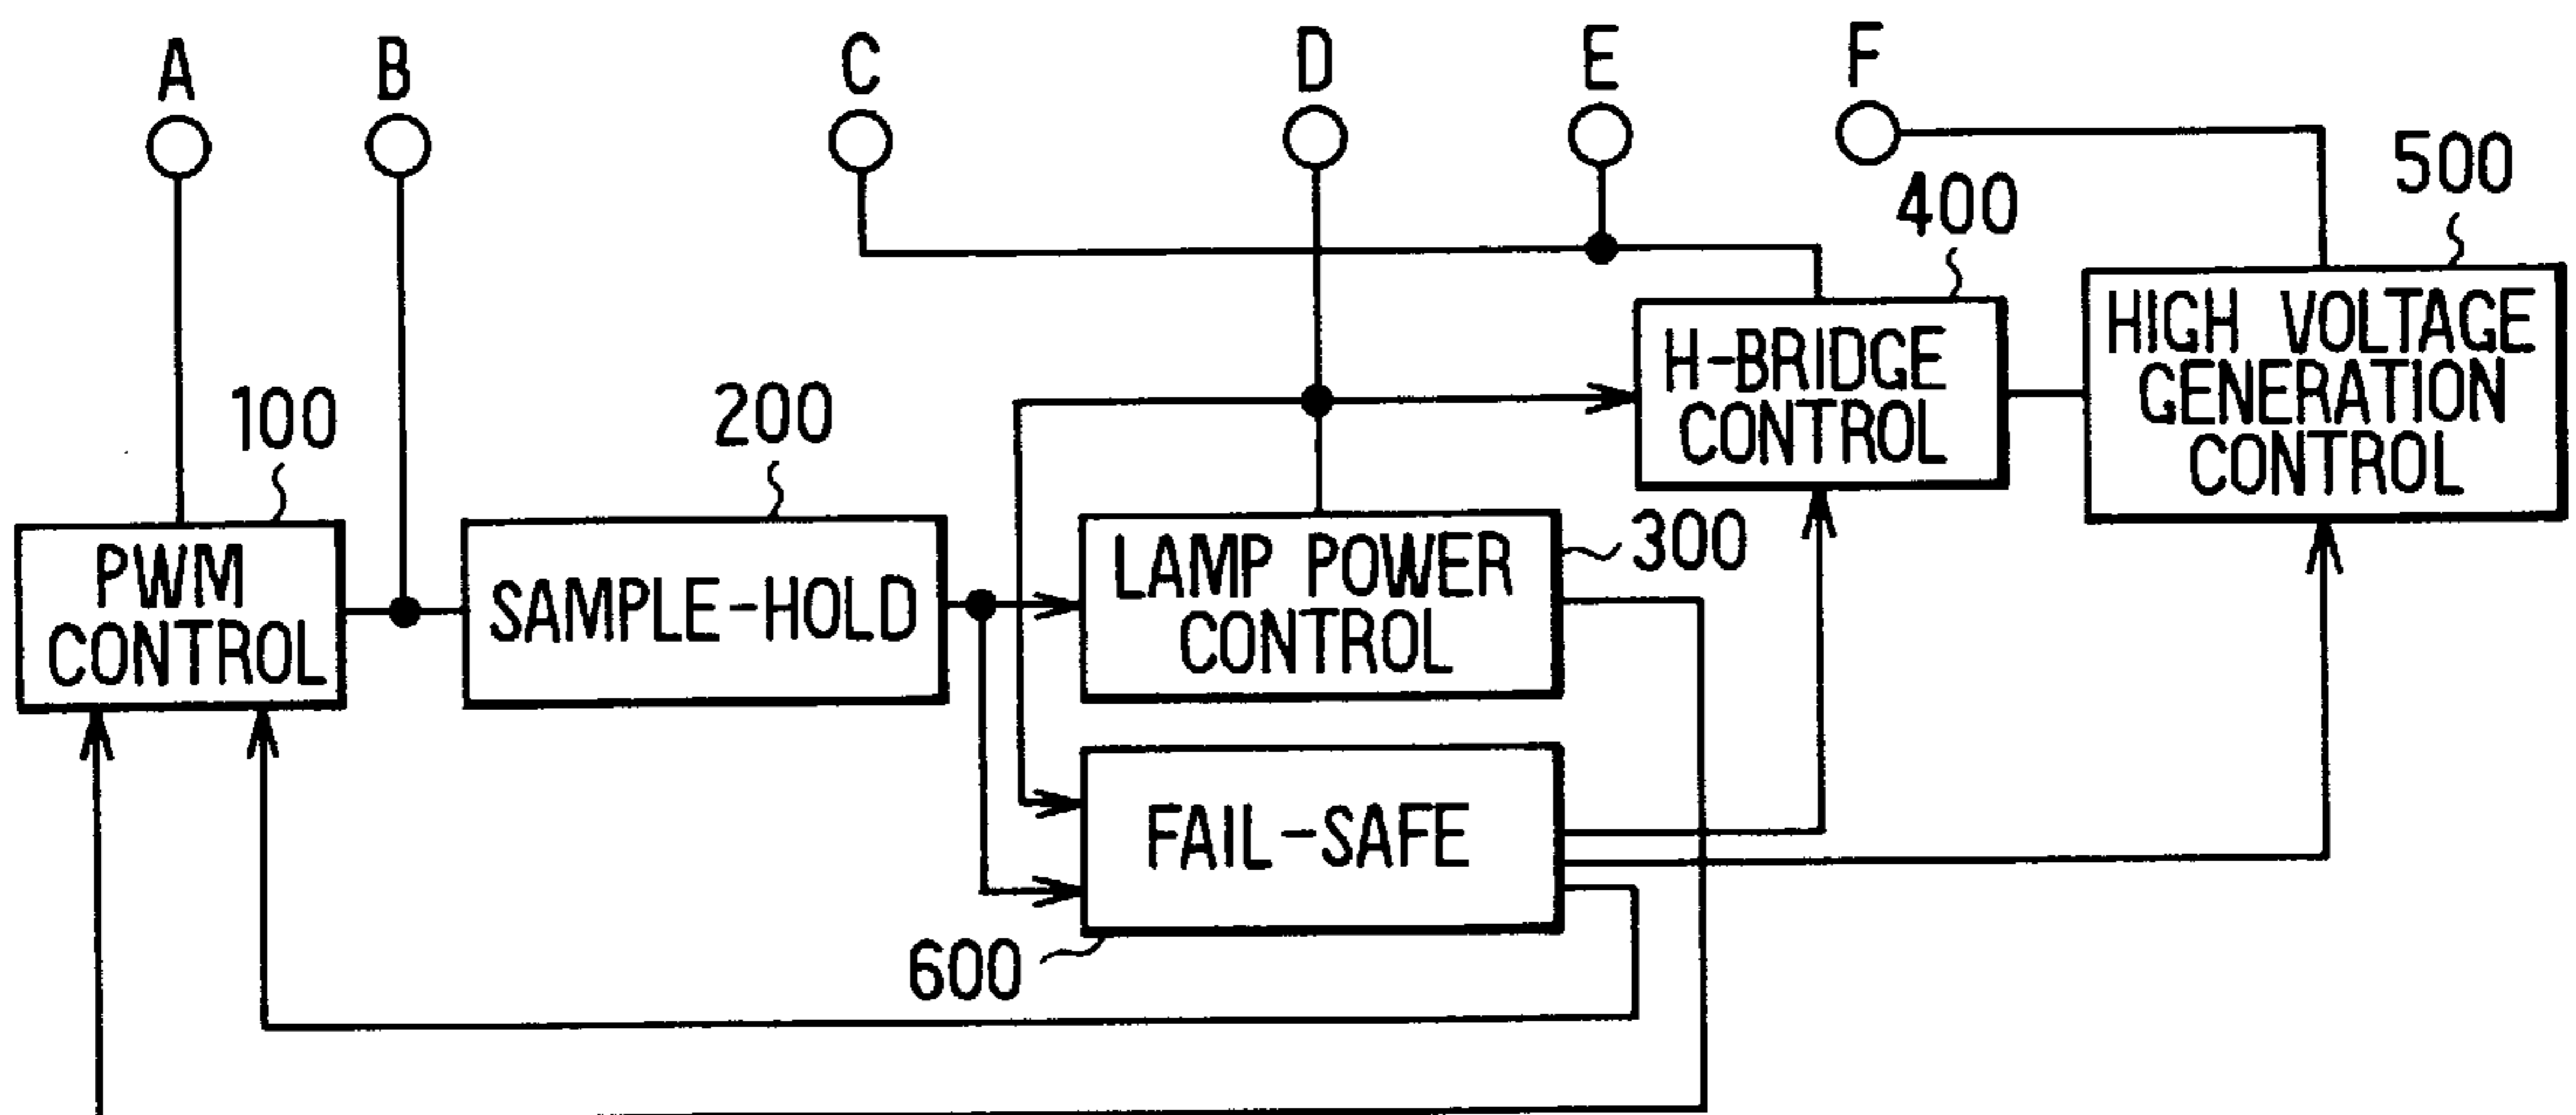 A
B
C
D
E
F
500
400
HIGH VOLTAGE
GENERATION
CONTROL
H-BRIDGE
CONTROL
100
200
300
PWM
CONTROL
SAMPLE-HOLD
LAMP POWER
CONTROL
FAIL-SAFE
600